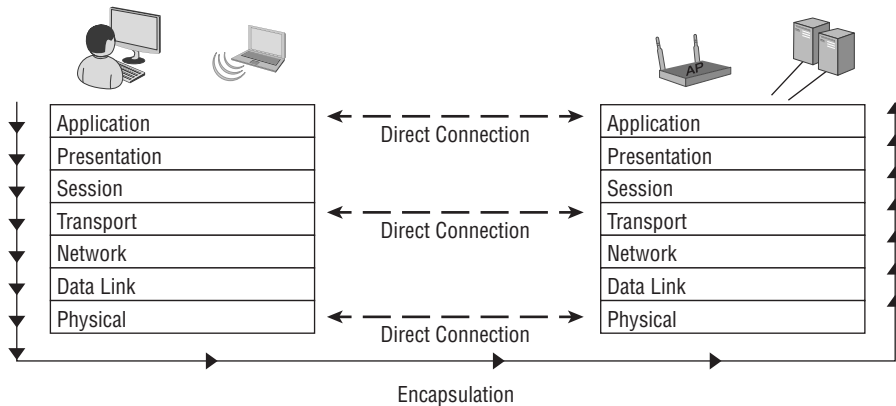 AP
Application
Presentation
Session
Transport
Network
Data Link
Physical
Direct Connection
Direct Connection
Direct Connection
Application
Presentation
Session
Transport
Network
Data Link
Physical
Encapsulation